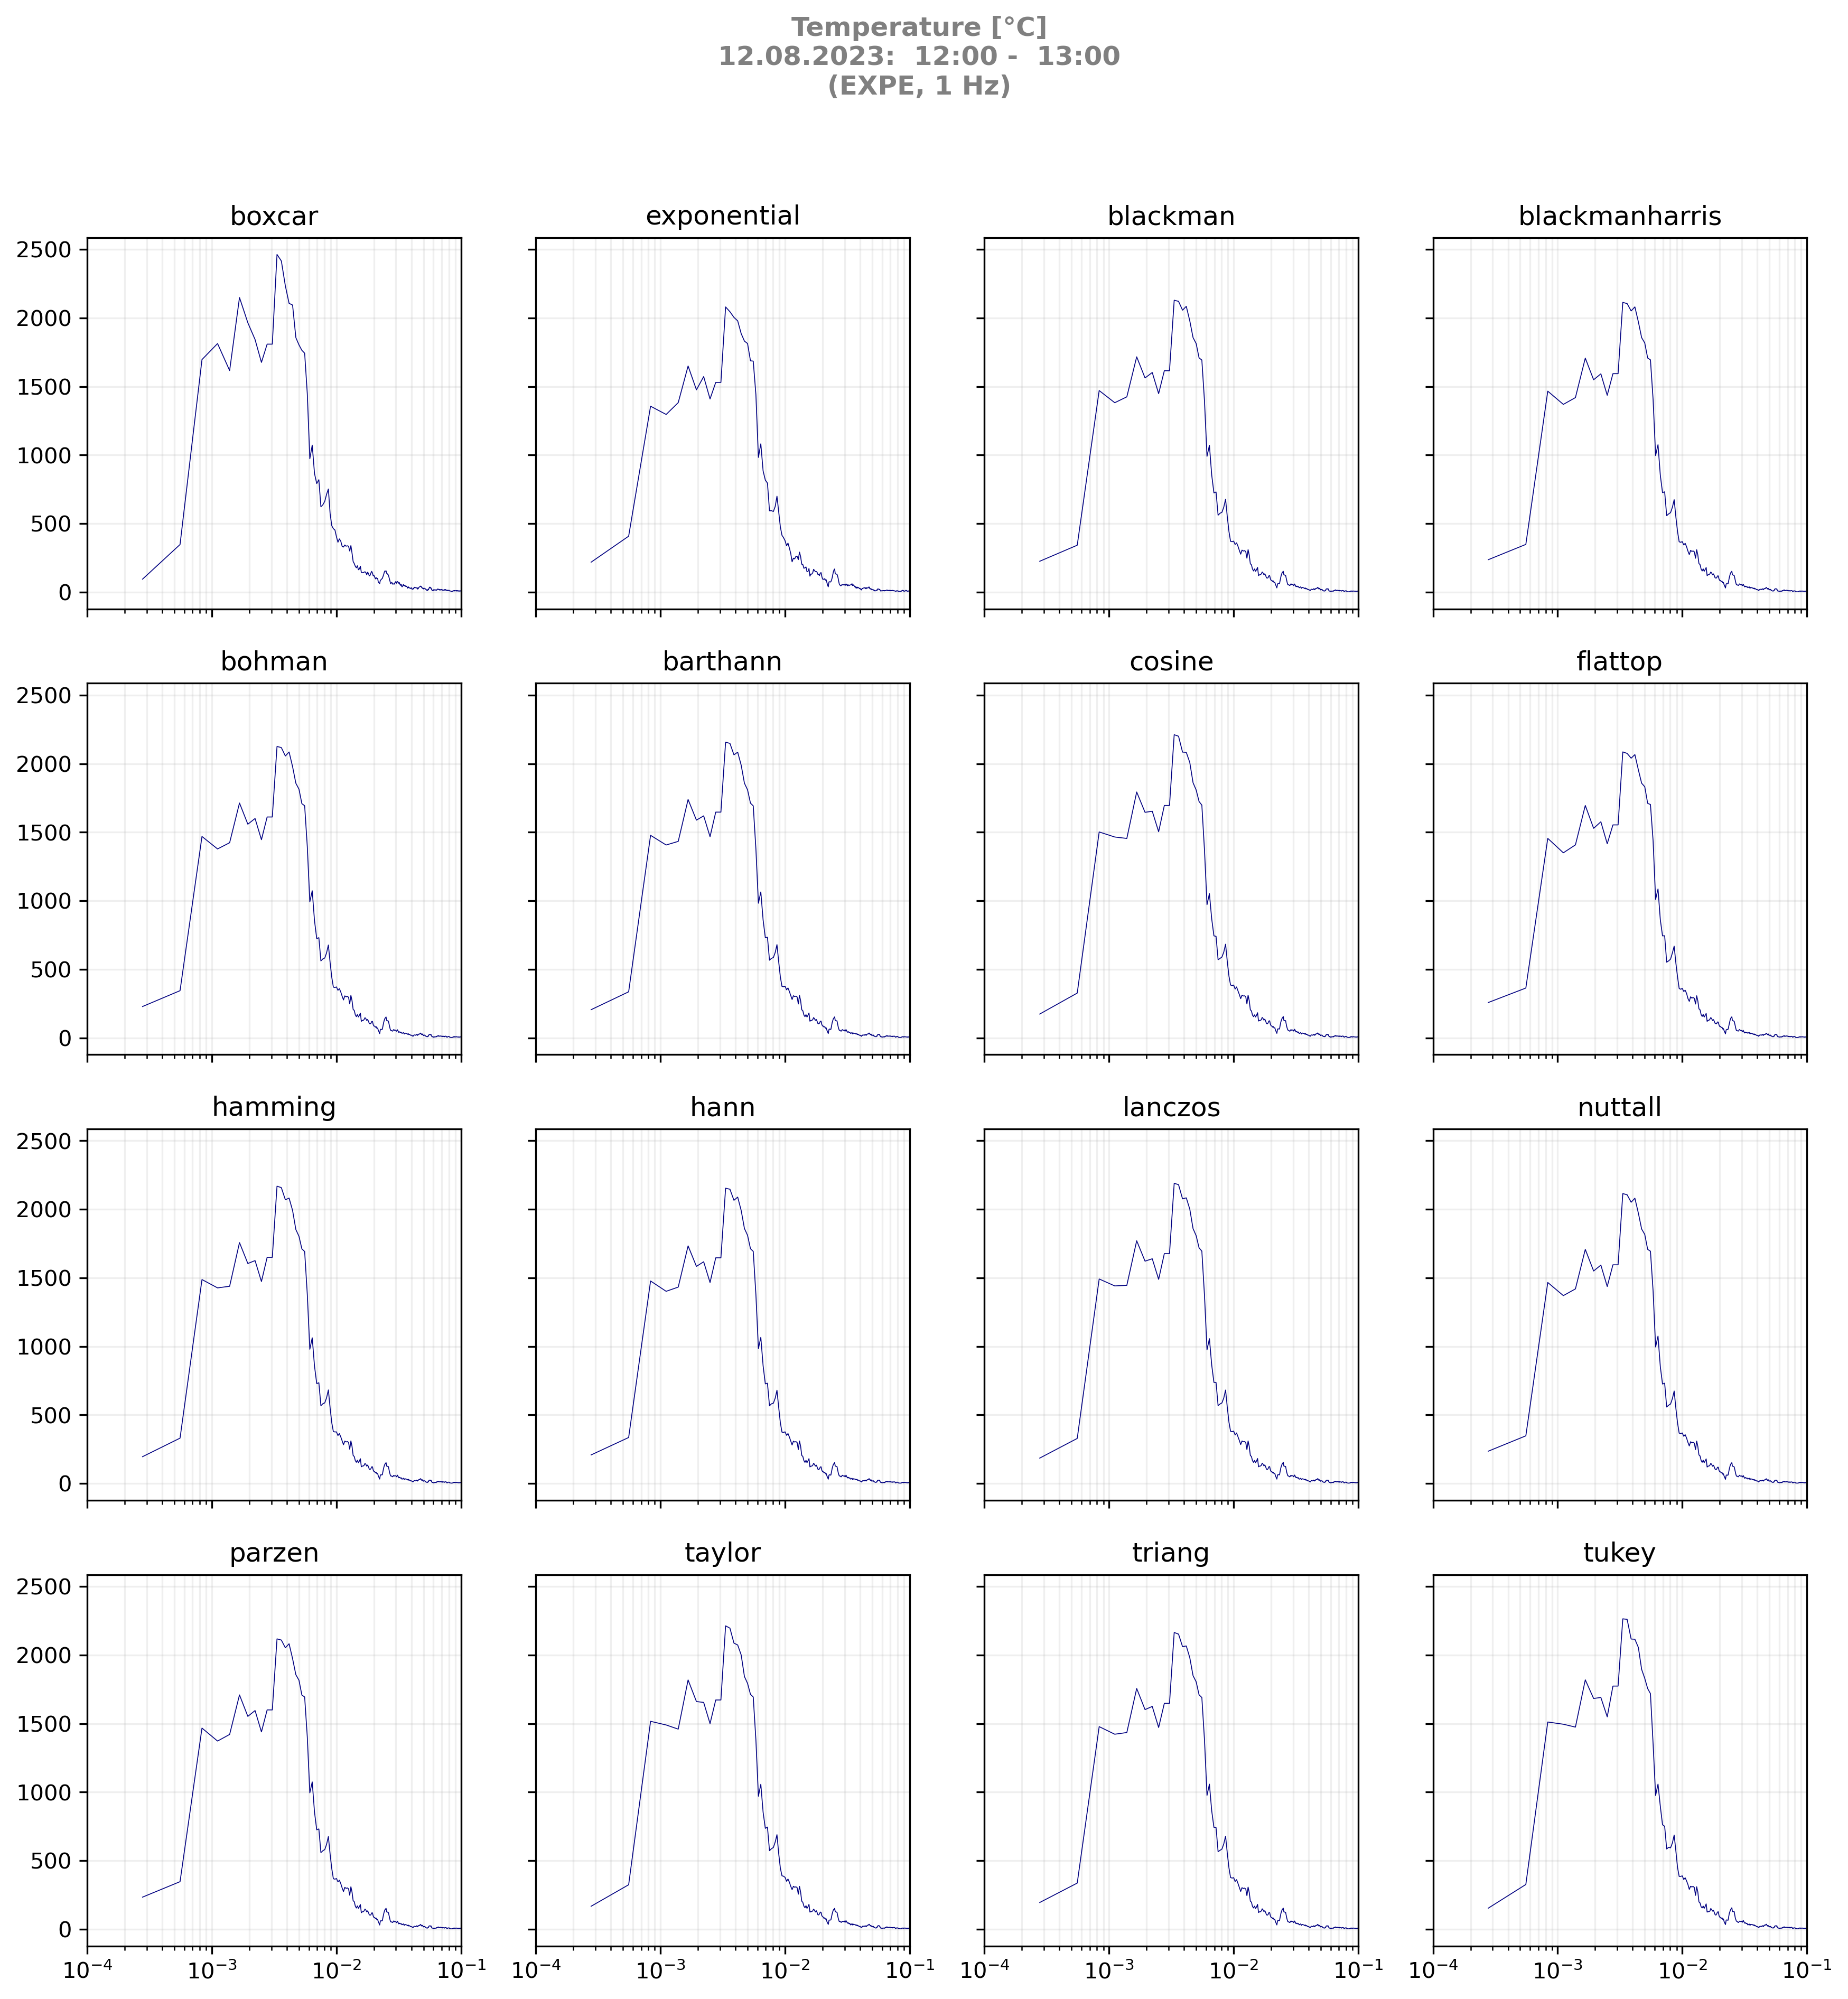 Temperature [°C]
12.08.2023:  12:00 -  13:00
(EXPE, 1 Hz)
boxcar
exponential
blackman
blackmanharris
2500
2000
1500
1000
500
0
bohman
barthann
cosine
flattop
2500
2000
1500
1000
500
0
hamming
hann
lanczos
nuttall
2500
2000
1500
1000
500
0
parzen
taylor
triang
tukey
2500
2000
1500
1000
500
0
10⁻⁴ 10⁻³ 10⁻² 10⁻¹
10⁻⁴ 10⁻³ 10⁻² 10⁻¹
10⁻⁴ 10⁻³ 10⁻² 10⁻¹
10⁻⁴ 10⁻³ 10⁻² 10⁻¹